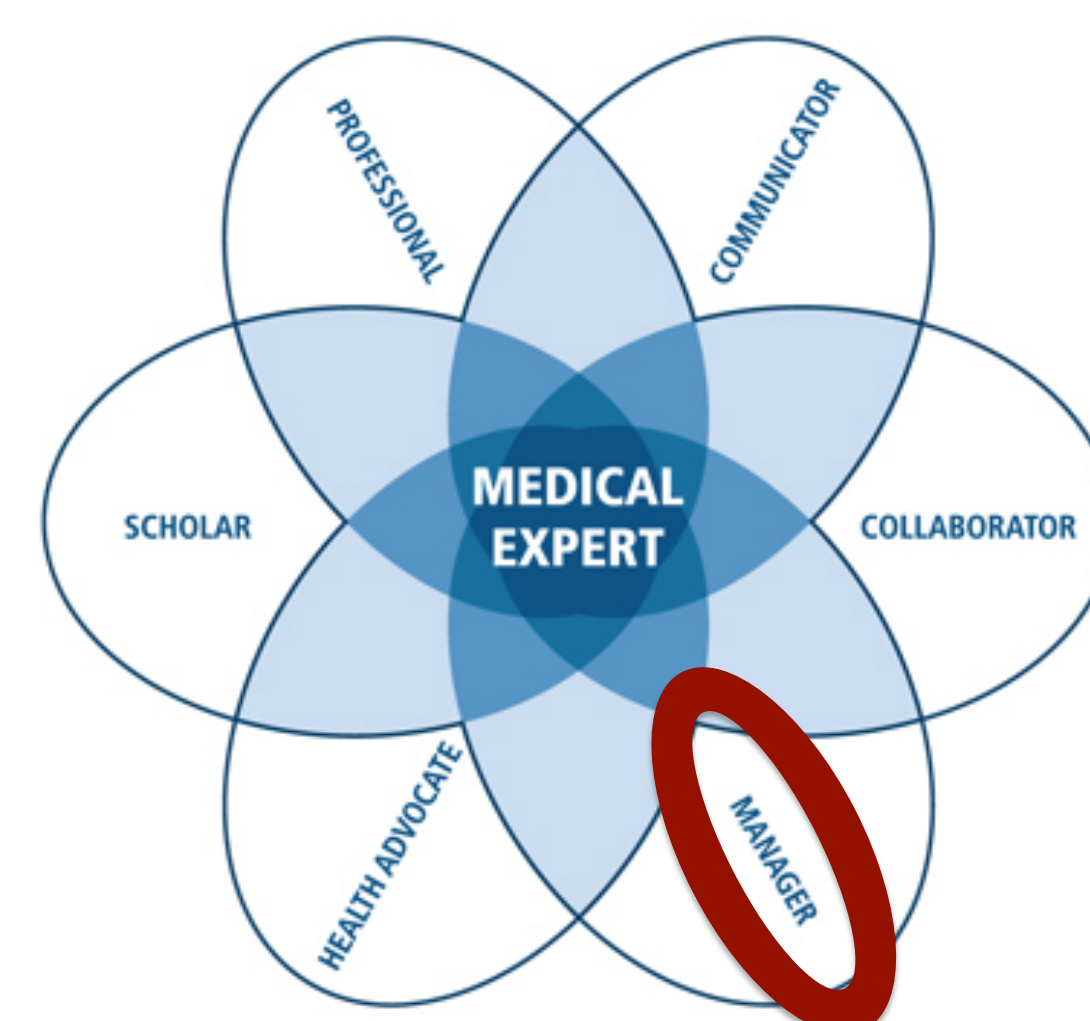 PROFESSIONAL
COMMUNICATOR
SCHOLAR
MEDICAL
EXPERT
COLLABORATOR
HEALTH ADVOCATE
MANAGER